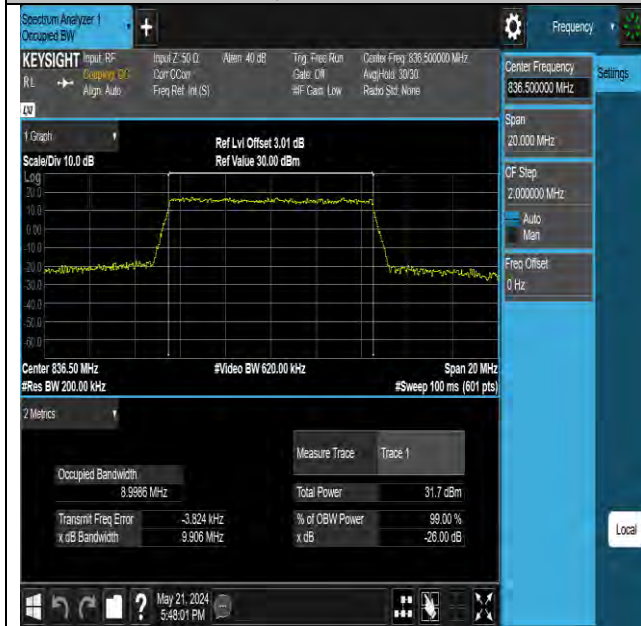 Spectrum Analyzer 1
Occupied BW
Frequency
KEYSIGHT Input: RF Input Z: 50 Ω Atten: 40 dB Trig: Free Run Center Freq: 836.500000 MHz
RL Coupling: DC Corr CCorr Gate: Off Avg|Hold: 30/30
Align: Auto Freq Ref: Int (S) #IF Gain: Low Radio Std: None
Center Frequency
836.500000 MHz
Settings
Span
20.000 MHz
CF Step
2.000000 MHz
Auto
Man
Freq Offset
0 Hz
1 Graph
Ref Lvl Offset 3.01 dB
Scale/Div 10.0 dB Ref Value 30.00 dBm
Log
20.0
10.0
0.00
-10.0
-20.0
-30.0
-40.0
-50.0
-60.0
Center 836.50 MHz #Video BW 620.00 kHz Span 20 MHz
#Res BW 200.00 kHz #Sweep 100 ms (601 pts)
2 Metrics
Measure Trace Trace 1
Occupied Bandwidth
8.9986 MHz Total Power 31.7 dBm
Transmit Freq Error -3.824 kHz % of OBW Power 99.00 %
x dB Bandwidth 9.906 MHz x dB -26.00 dB
Local
? May 21, 2024
5:48:01 PM